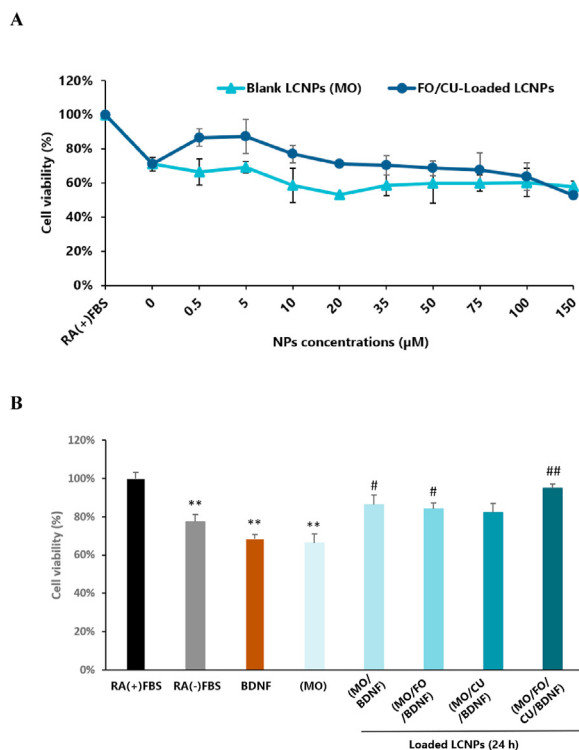 A
120%
100%
80%
60%
40%
20%
0%
Cell viability (%)
Blank LCNPs (MO)
FO/CU-Loaded LCNPs
RA(+)FBS
0
0.5
5
10
20
35
50
75
100
150
NPs concentrations (µM)
B
120%
100%
80%
60%
40%
20%
0%
Cell viability (%)
**
**
**
#
#
##
RA(+)FBS
RA(-)FBS
BDNF
(MO)
(MO/
BDNF)
(MO/FO
/BDNF)
(MO/CU
/BDNF)
(MO/FO/
CU/BDNF)
Loaded LCNPs (24 h)